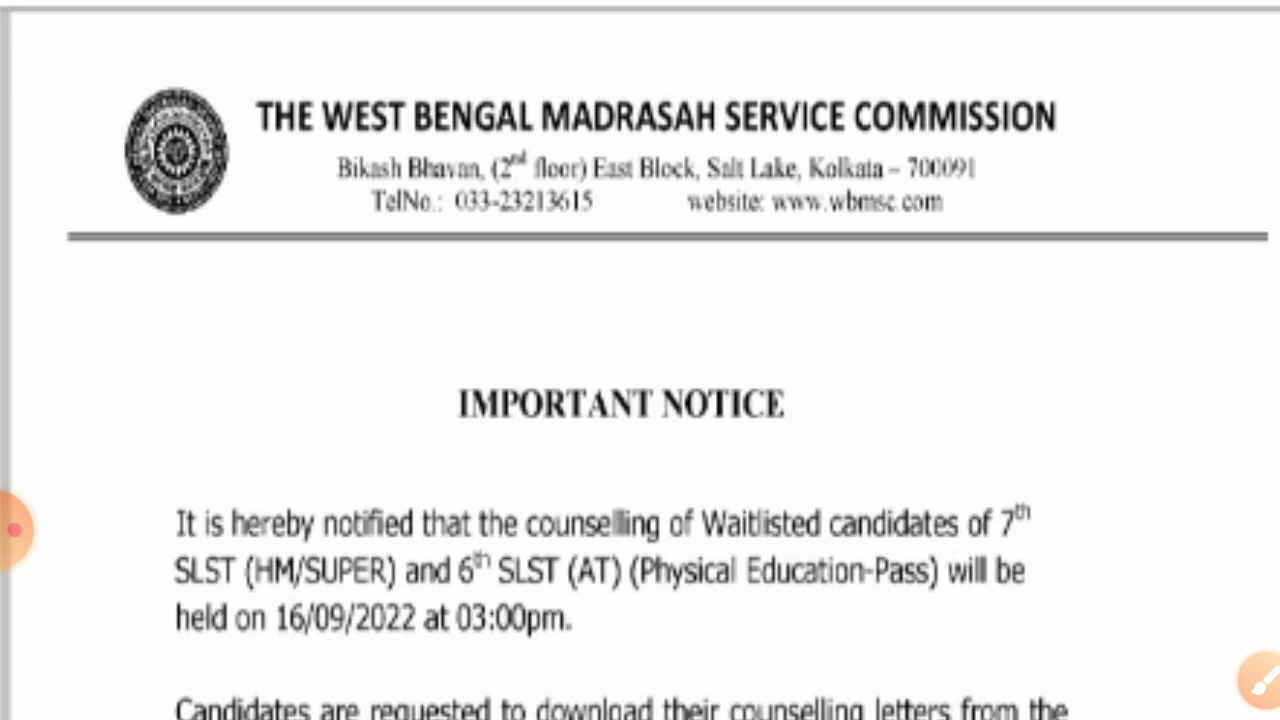 THE WEST BENGAL MADRASAH SERVICE COMMISSION
Bikash Bhavan, (2nd floor) East Block, Salt Lake, Kolkata – 700091
TelNo.: 033-23213615 website: www.wbmsc.com
IMPORTANT NOTICE
It is hereby notified that the counselling of Waitlisted candidates of 7th
SLST (HM/SUPER) and 6th SLST (AT) (Physical Education-Pass) will be
held on 16/09/2022 at 03:00pm.
Candidates are requested to download their counselling letters from the